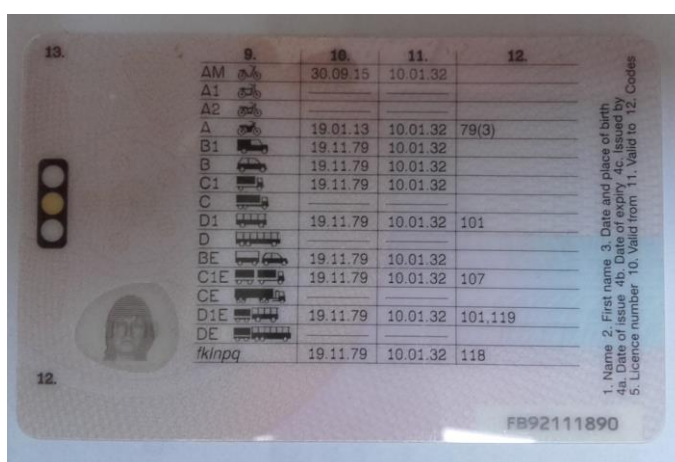 13.
9. 10. 11. 12.
AM 30.09.15 10.01.32
A1
A2
A 19.01.13 10.01.32 79(3)
B1 19.11.79 10.01.32
B 19.11.79 10.01.32
C1 19.11.79 10.01.32
C
D1 19.11.79 10.01.32 101
D
BE 19.11.79 10.01.32
C1E 19.11.79 10.01.32 107
CE
D1E 19.11.79 10.01.32 101,119
DE
fklnpq 19.11.79 10.01.32 118
12.
1. Name 2. First name 3. Date and place of birth
4a. Date of issue 4b. Date of expiry 4c. Issued by
5. Licence number 10. Valid from 11. Valid to 12. Codes
FB92111890